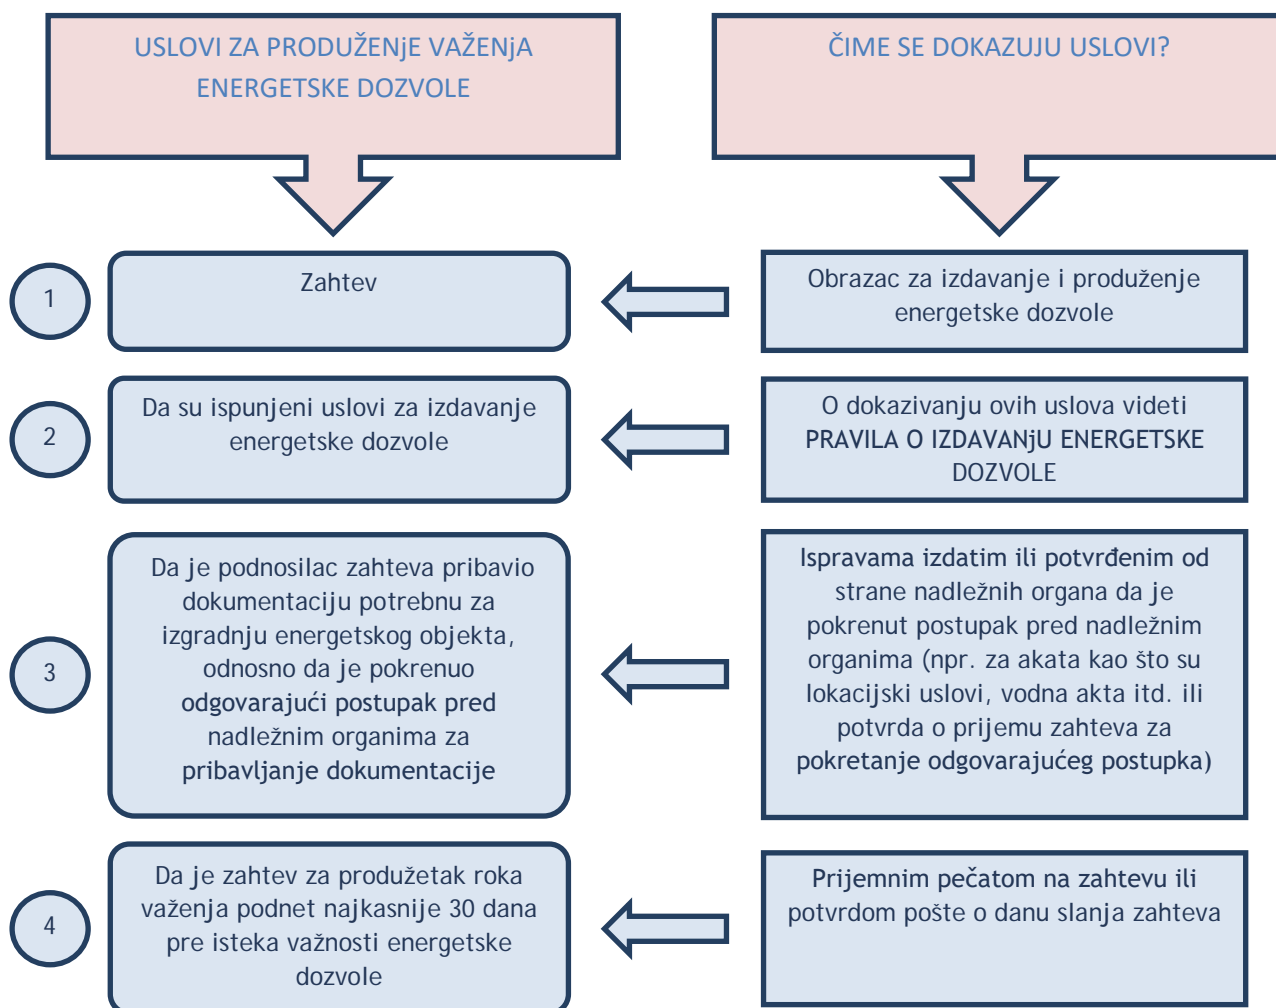 USLOVI ZA PRODUŽENjE VAŽENjA
ENERGETSKE DOZVOLE
ČIME SE DOKAZUJU USLOVI?
1
Zahtev
Obrazac za izdavanje i produženje
energetske dozvole
2
Da su ispunjeni uslovi za izdavanje
energetske dozvole
O dokazivanju ovih uslova videti
PRAVILA O IZDAVANjU ENERGETSKE
DOZVOLE
3
Da je podnosilac zahteva pribavio
dokumentaciju potrebnu za
izgradnju energetskog objekta,
odnosno da je pokrenuo
odgovarajući postupak pred
nadležnim organima za
pribavljanje dokumentacije
Ispravama izdatim ili potvrđenim od
strane nadležnih organa da je
pokrenut postupak pred nadležnim
organima (npr. za akata kao što su
lokacijski uslovi, vodna akta itd. ili
potvrda o prijemu zahteva za
pokretanje odgovarajućeg postupka)
4
Da je zahtev za produžetak roka
važenja podnet najkasnije 30 dana
pre isteka važnosti energetske
dozvole
Prijemnim pečatom na zahtevu ili
potvrdom pošte o danu slanja zahteva